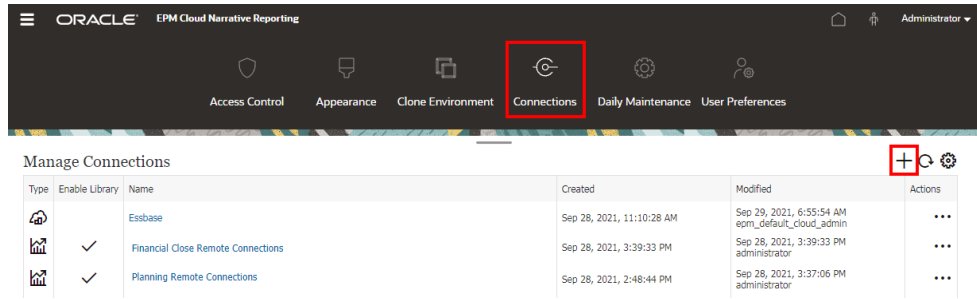 ORACLE® EPM Cloud Narrative Reporting Administrator
Access Control Appearance Clone Environment Connections Daily Maintenance User Preferences
Manage Connections
Type Enable Library Name Created Modified Actions
Essbase Sep 28, 2021, 11:10:28 AM Sep 29, 2021, 6:55:54 AM
epm_default_cloud_admin
Financial Close Remote Connections Sep 28, 2021, 3:39:33 PM Sep 28, 2021, 3:39:33 PM
administrator
Planning Remote Connections Sep 28, 2021, 2:48:44 PM Sep 28, 2021, 3:37:06 PM
administrator